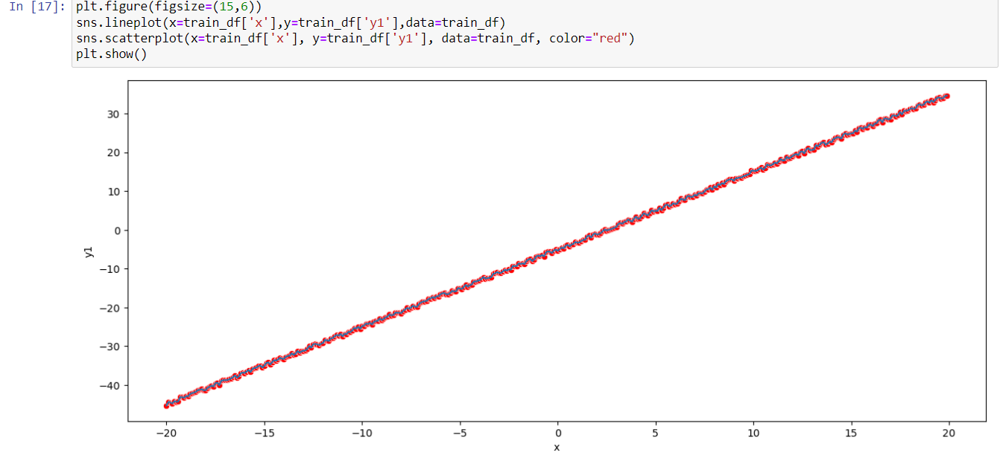 In [17]: plt.figure(figsize=(15,6))
sns.lineplot(x=train_df['x'],y=train_df['y1'],data=train_df)
sns.scatterplot(x=train_df['x'], y=train_df['y1'], data=train_df, color="red")
plt.show()
30
20
10
0
−10
−20
−30
−40
y1
−20 −15 −10 −5 0 5 10 15 20
x